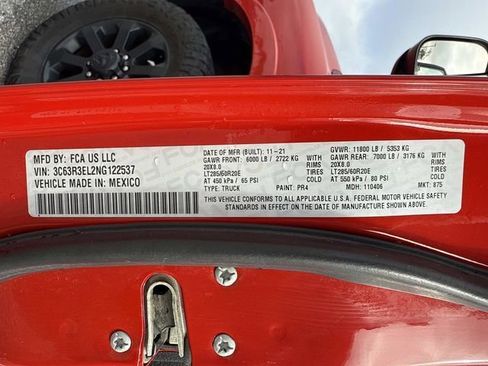 MFD BY: FCA US LLC
VIN: 3C63R3EL2NG122537
VEHICLE MADE IN: MEXICO
DATE OF MFR (BUILT): 11-21 GVWR: 11800 LB / 5353 KG
GAWR FRONT: 6000 LB / 2722 KG WITH GAWR REAR: 7000 LB / 3176 KG WITH
20X8.0 RIMS 20X8.0 RIMS
LT285/60R20E TIRES LT285/60R20E TIRES
AT 450 kPa / 65 PSI COLD AT 550 kPa / 80 PSI COLD
TYPE: TRUCK PAINT: PR4 MDH: 110406 MKT: 875
THIS VEHICLE CONFORMS TO ALL APPLICABLE U.S.A. FEDERAL MOTOR VEHICLE SAFETY
STANDARDS IN EFFECT ON THE DATE OF MANUFACTURE SHOWN ABOVE.